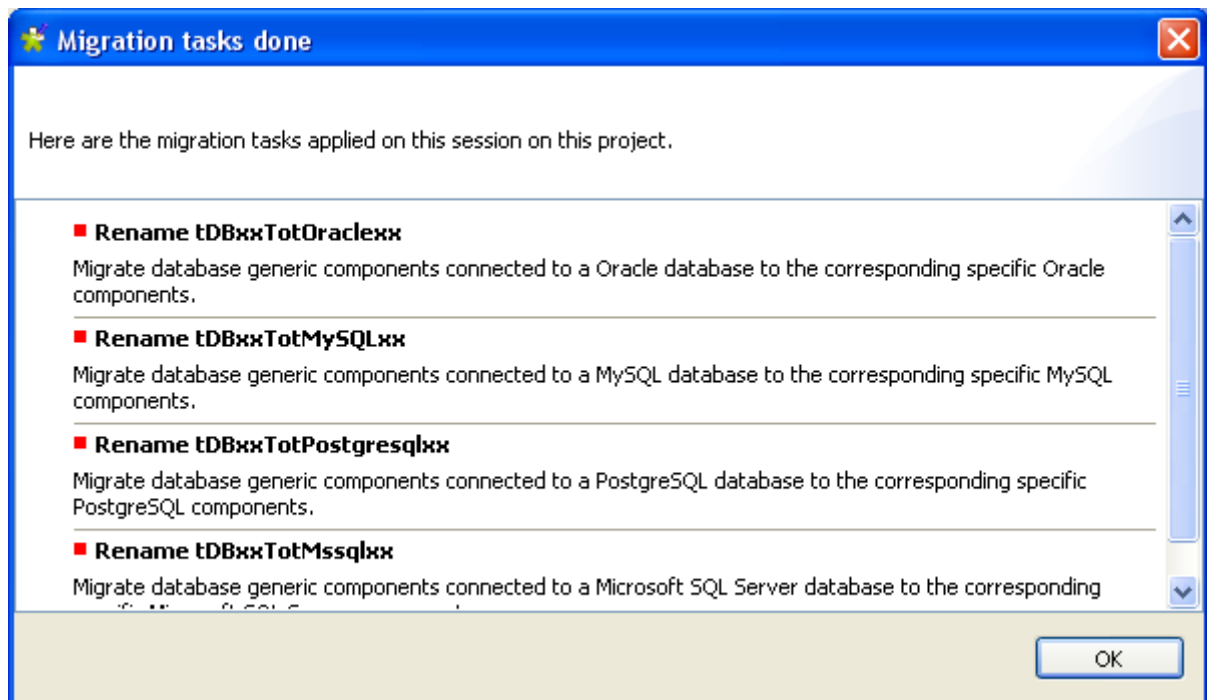 Migration tasks done
Here are the migration tasks applied on this session on this project.
Rename tDBxxTotOraclexx
Migrate database generic components connected to a Oracle database to the corresponding specific Oracle
components.
Rename tDBxxTotMySQLxx
Migrate database generic components connected to a MySQL database to the corresponding specific MySQL
components.
Rename tDBxxTotPostgresqlxx
Migrate database generic components connected to a PostgreSQL database to the corresponding specific
PostgreSQL components.
Rename tDBxxTotMssqlxx
Migrate database generic components connected to a Microsoft SQL Server database to the corresponding
OK